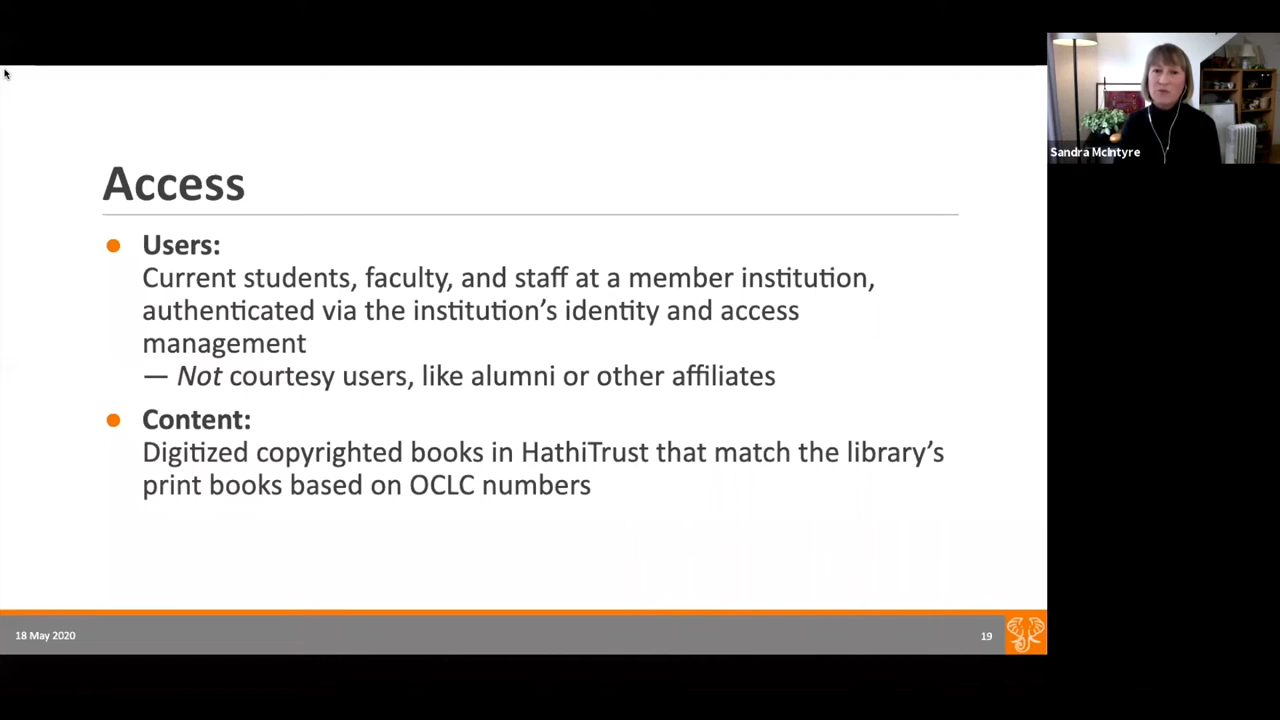 Access
Users:
Current students, faculty, and staff at a member institution,
authenticated via the institution’s identity and access
management
— Not courtesy users, like alumni or other affiliates
Content:
Digitized copyrighted books in HathiTrust that match the library’s
print books based on OCLC numbers
18 May 2020
19
Sandra McIntyre